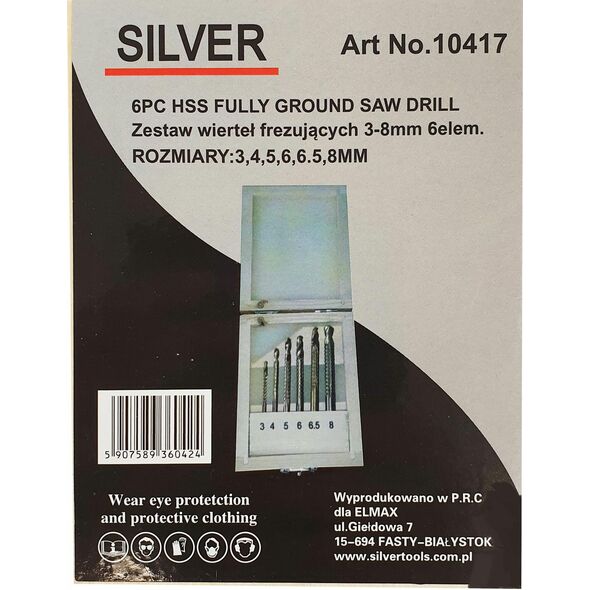 SILVER
Art No.10417
6PC HSS FULLY GROUND SAW DRILL
Zestaw wierteł frezujących 3-8mm 6elem.
ROZMIARY:3,4,5,6,6.5,8MM
3 4 5 6 6.5 8
5 907589 360424
Wear eye protetction
and protective clothing
Wyprodukowano w P.R.C
dla ELMAX
ul.Giełdowa 7
15-694 FASTY-BIAŁYSTOK
www.silvertools.com.pl